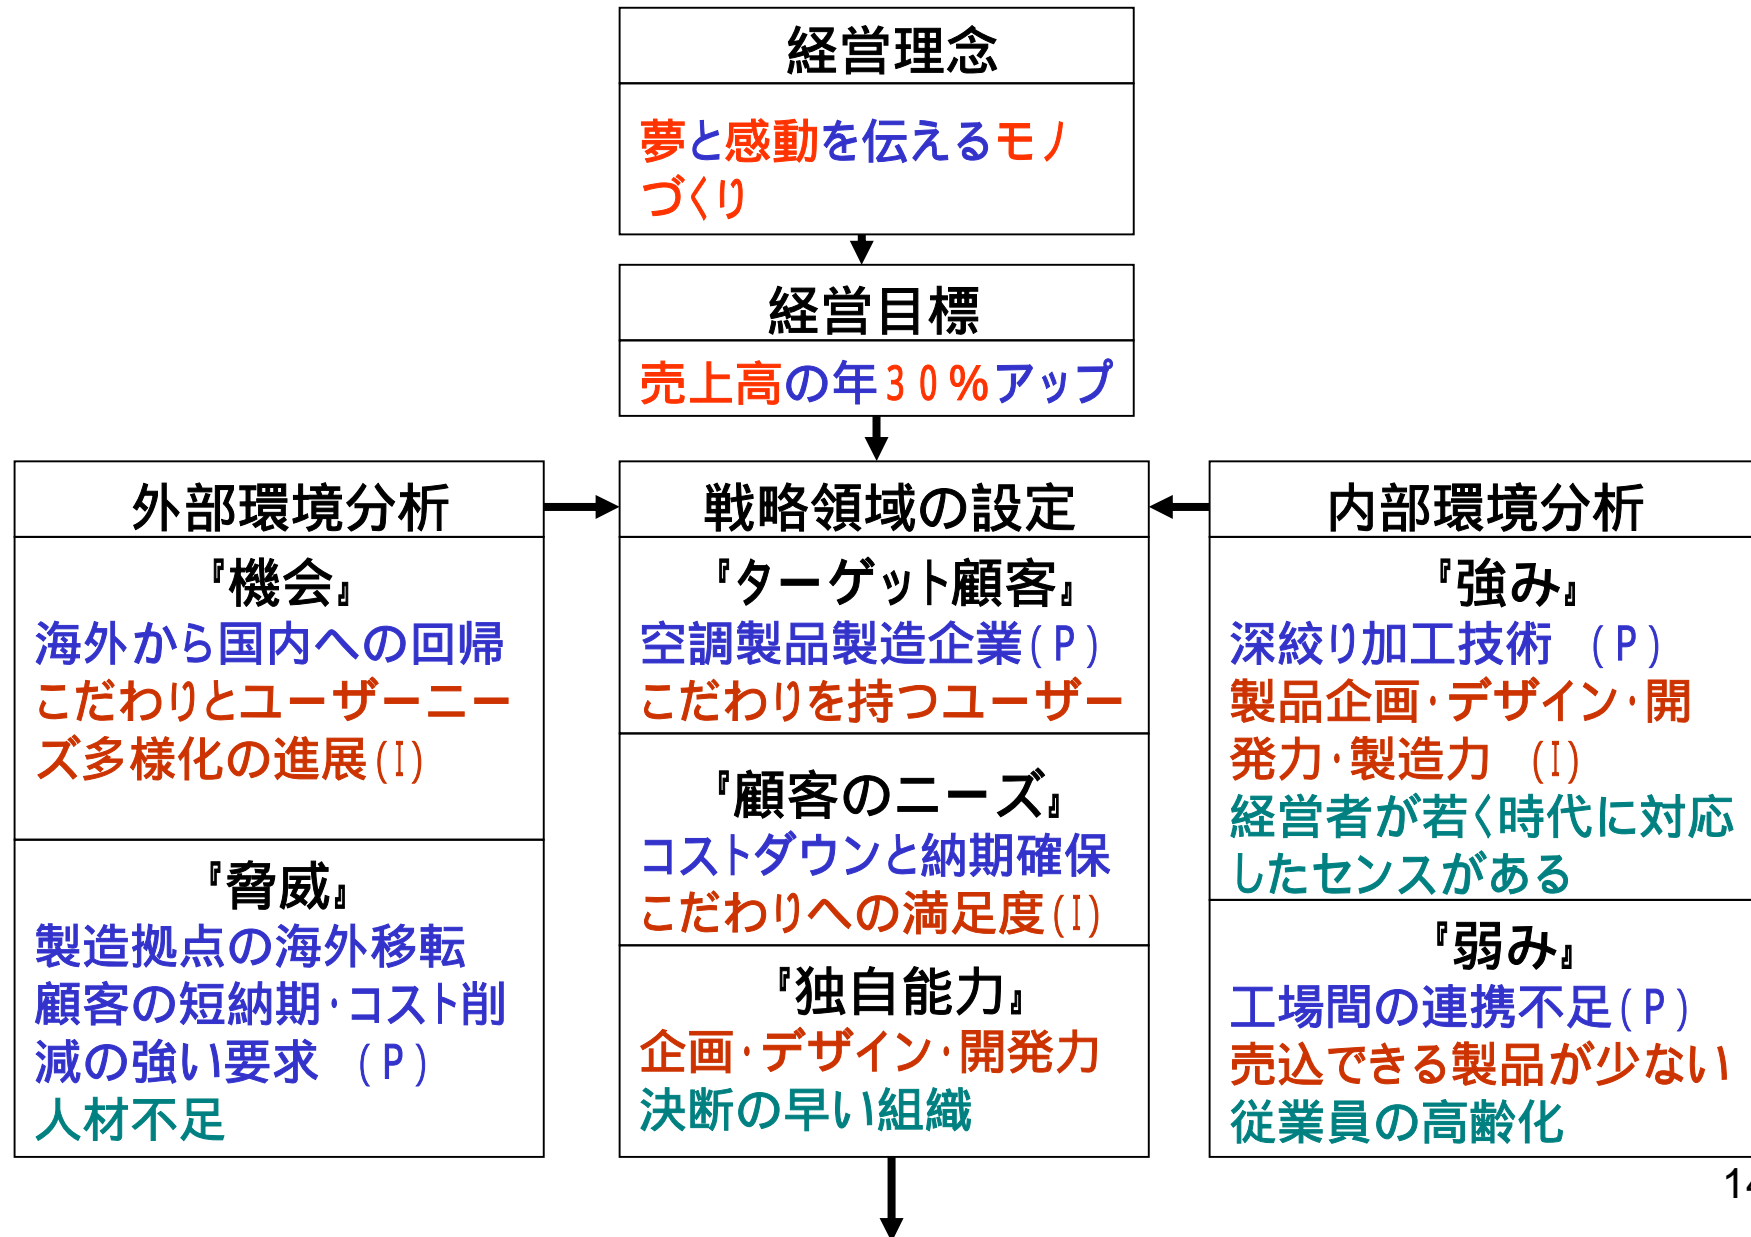 経営理念
夢と感動を伝えるモノ
づくり
経営目標
売上高の年30%アップ
外部環境分析
『機会』
海外から国内への回帰
こだわりとユーザーニー
ズ多様化の進展(I)
『脅威』
製造拠点の海外移転
顧客の短納期・コスト削
減の強い要求 (P)
人材不足
戦略領域の設定
『ターゲット顧客』
空調製品製造企業(P)
こだわりを持つユーザー
『顧客のニーズ』
コストダウンと納期確保
こだわりへの満足度(I)
『独自能力』
企画・デザイン・開発力
決断の早い組織
内部環境分析
『強み』
深絞り加工技術 (P)
製品企画・デザイン・開
発力・製造力 (I)
経営者が若く時代に対応
したセンスがある
『弱み』
工場間の連携不足(P)
売込できる製品が少ない
従業員の高齢化